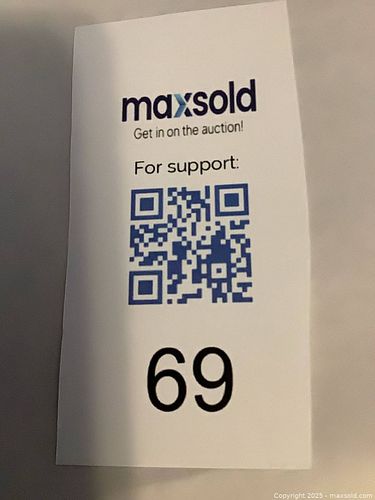 maxsold
Get in on the auction!
For support:
69
Copyright 2025 - maxsold.com